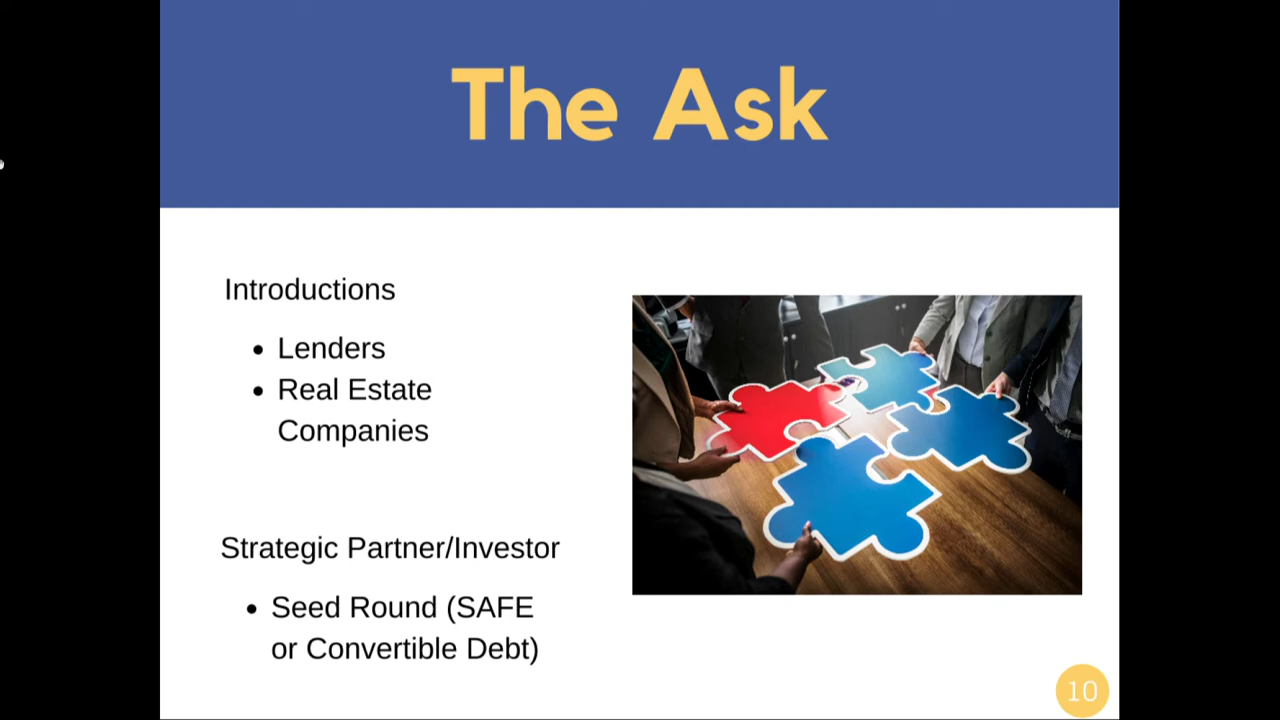 The Ask
Introductions
• Lenders
• Real Estate
Companies
Strategic Partner/Investor
• Seed Round (SAFE
or Convertible Debt)
10